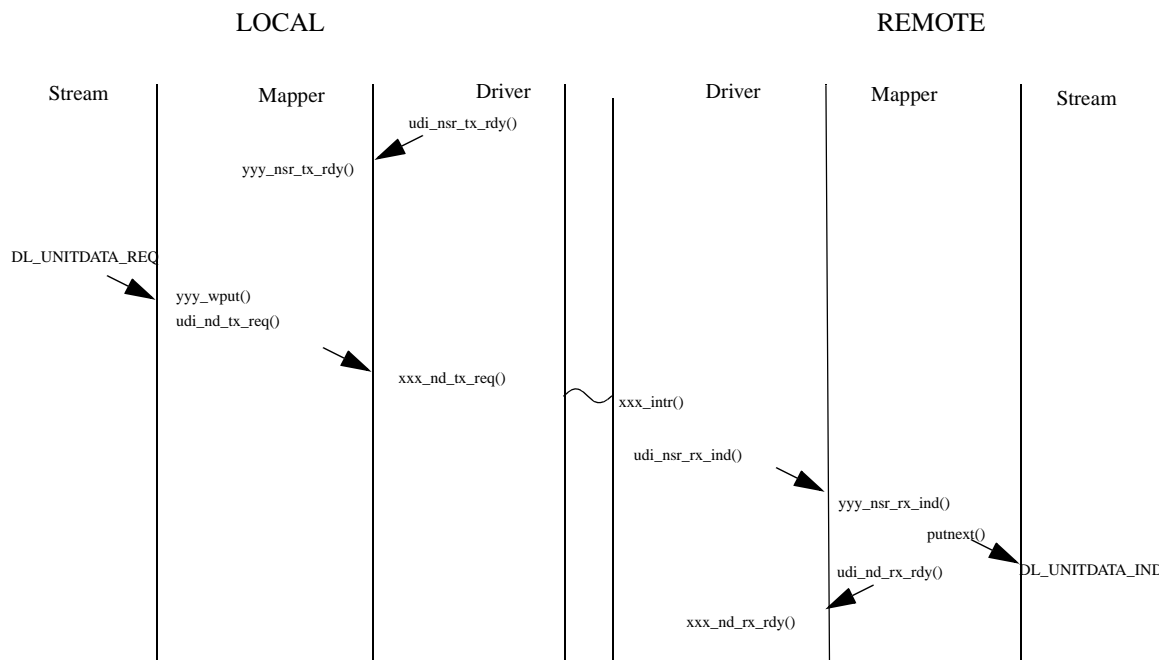 LOCAL
REMOTE
Stream
Mapper
Driver
Driver
Mapper
Stream
udi_nsr_tx_rdy()
yyy_nsr_tx_rdy()
DL_UNITDATA_REQ
yyy_wput()
udi_nd_tx_req()
xxx_nd_tx_req()
xxx_intr()
udi_nsr_rx_ind()
yyy_nsr_rx_ind()
putnext()
DL_UNITDATA_IND
udi_nd_rx_rdy()
xxx_nd_rx_rdy()